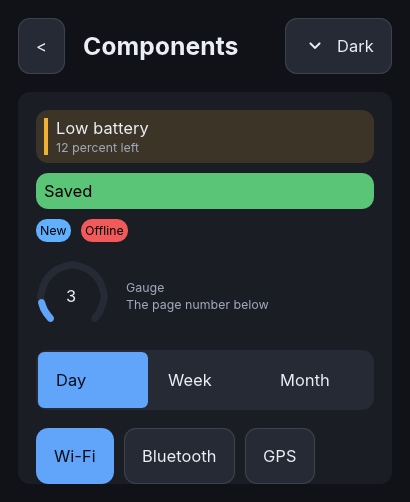 < Components Dark
Low battery
12 percent left
Saved
New Offline
3
Gauge
The page number below
Day Week Month
Wi-Fi Bluetooth GPS